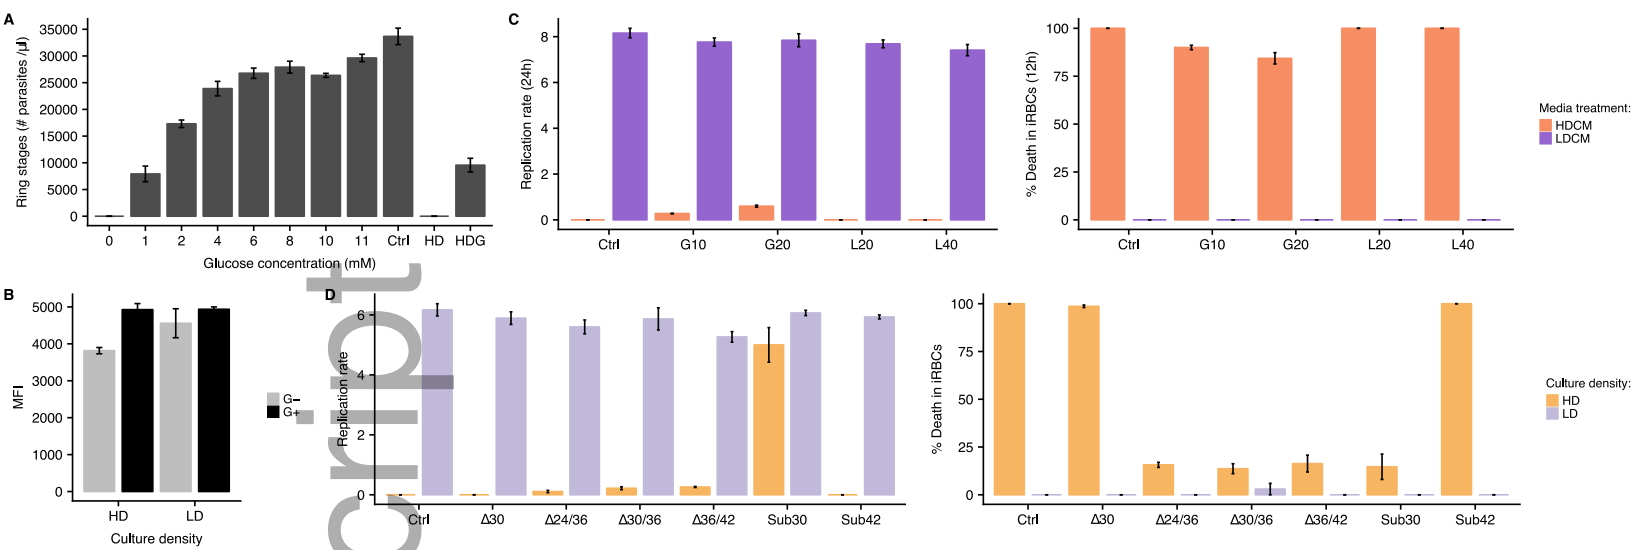 A
35000
30000
25000
20000
15000
10000
5000
0
Ring stages (# parasites /µl)
0 1 2 4 6 8 10 11 Ctrl HD HDG
Glucose concentration (mM)
C
8
6
4
2
0
Replication rate (24h)
Ctrl G10 G20 L20 L40
100
75
50
25
0
% Death in iRBCs (12h)
Ctrl G10 G20 L20 L40
Media treatment:
HDCM
LDCM
B
5000
4000
3000
2000
1000
0
MFI
HD LD
Culture density
G−
G+
cript
D
6
4
2
0
Replication rate
Ctrl Δ30 Δ24/36 Δ30/36 Δ36/42 Sub30 Sub42
100
75
50
25
0
% Death in iRBCs
Ctrl Δ30 Δ24/36 Δ30/36 Δ36/42 Sub30 Sub42
Culture density:
HD
LD